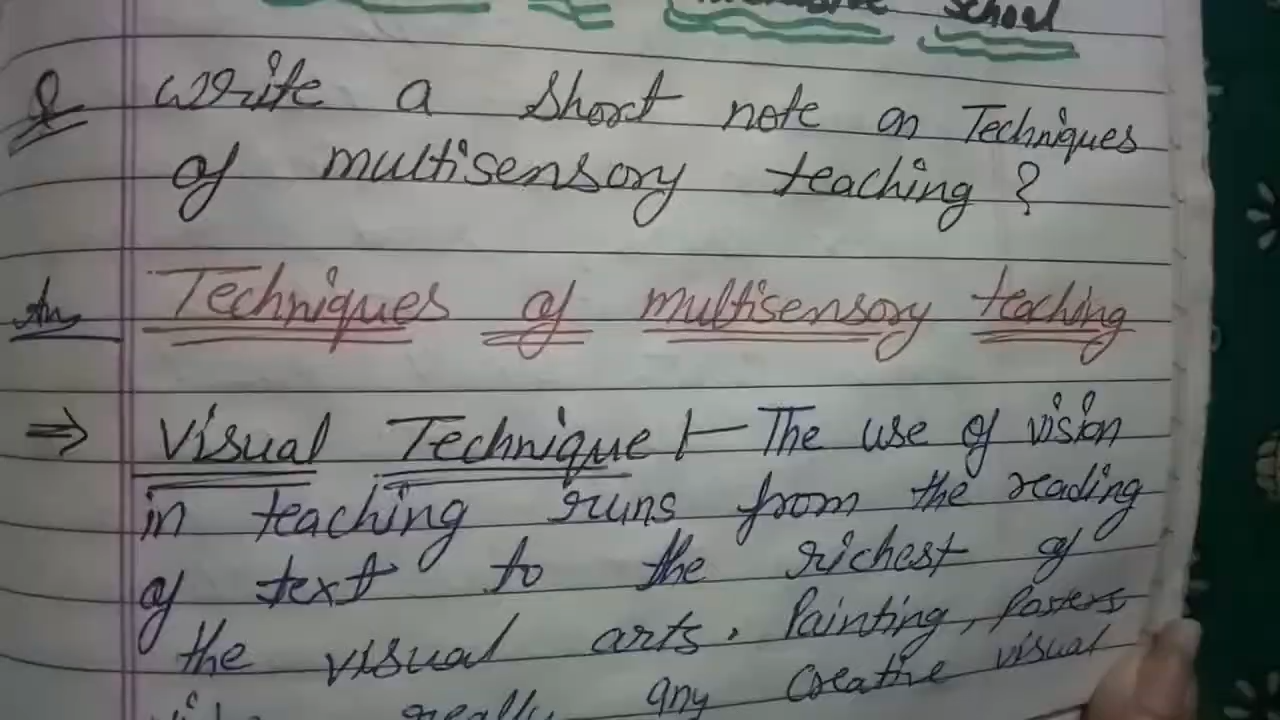 School
Q Write a short note on Techniques
of multisensory teaching ?
Ans Techniques of multisensory teaching
⇒ Visual Technique :- The use of vision
in teaching runs from the reading
of text to the richest of
the visual arts. Painting, Posters
really any creative visual